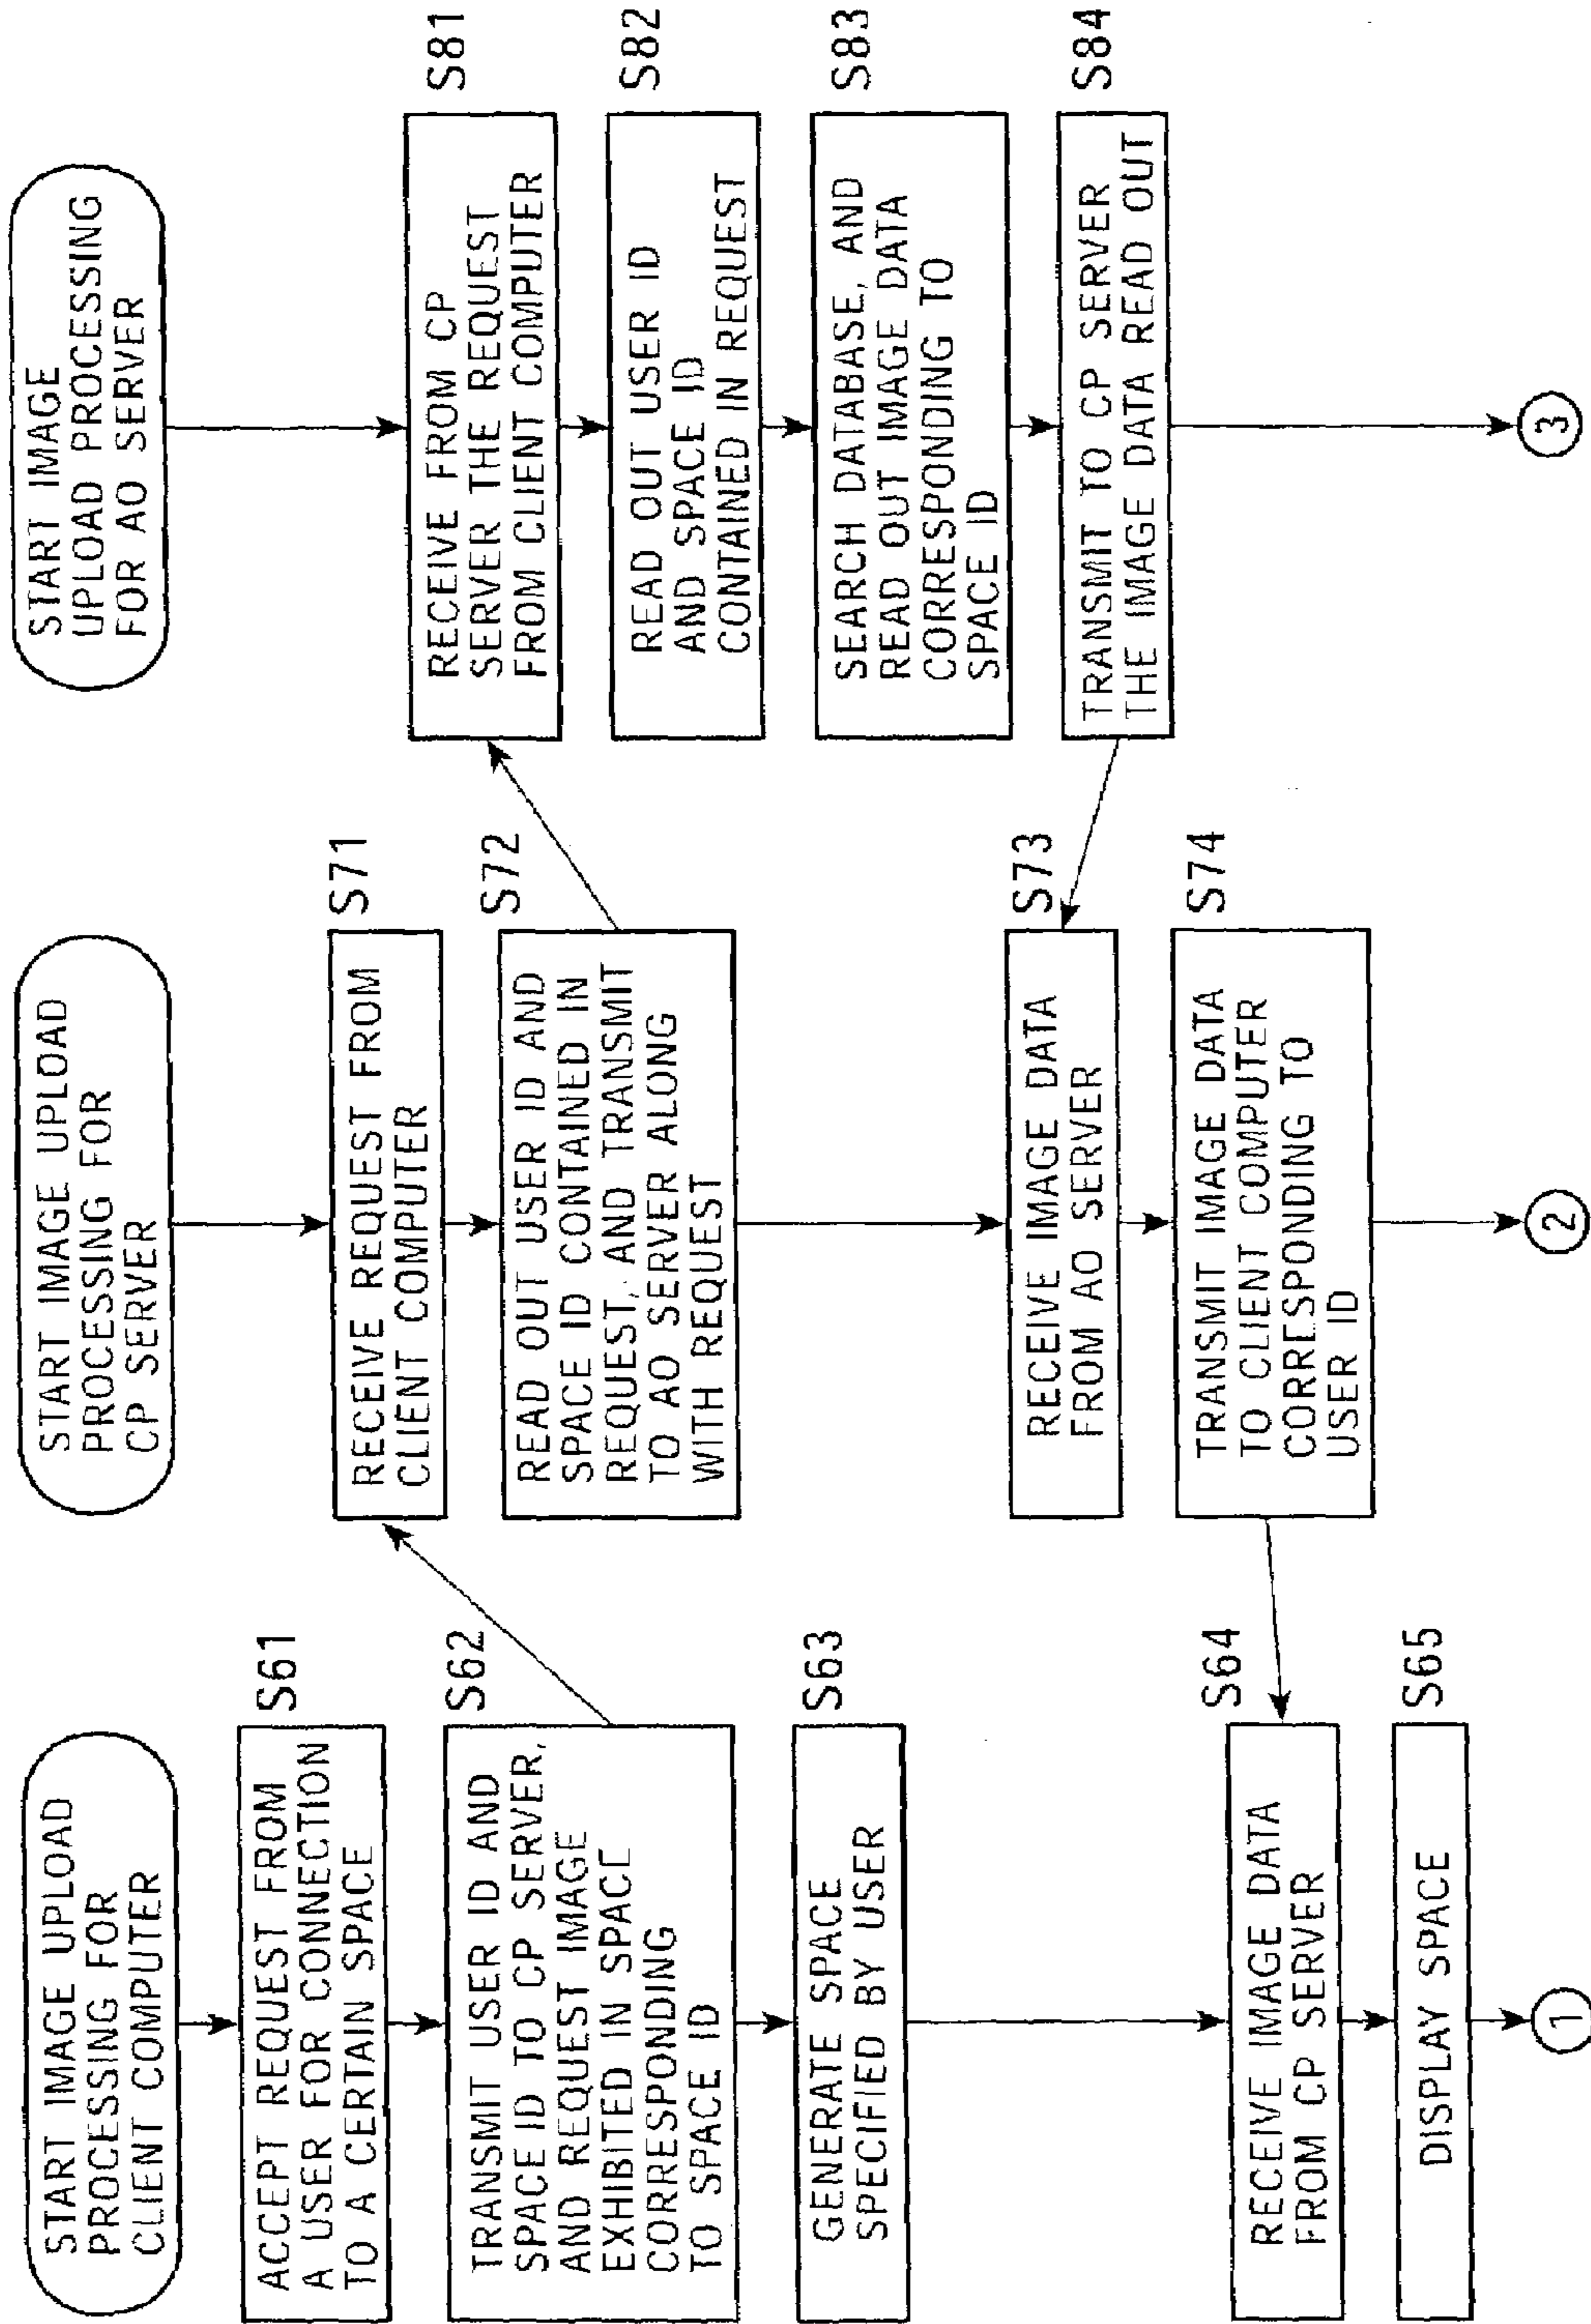 START IMAGE UPLOAD
PROCESSING FOR
CLIENT COMPUTER
ACCEPT REQUEST FROM
A USER FOR CONNECTION
TO A CERTAIN SPACE
S61
TRANSMIT USER ID AND
SPACE ID TO CP SERVER,
AND REQUEST IMAGE
EXHIBITED IN SPACE
CORRESPONDING
TO SPACE ID
S62
GENERATE SPACE
SPECIFIED BY USER
S63
RECEIVE IMAGE DATA
FROM CP SERVER
S64
DISPLAY SPACE
S65
1
START IMAGE UPLOAD
PROCESSING FOR
CP SERVER
RECEIVE REQUEST FROM
CLIENT COMPUTER
S71
READ OUT USER ID AND
SPACE ID CONTAINED IN
REQUEST, AND TRANSMIT
TO AO SERVER ALONG
WITH REQUEST
S72
RECEIVE IMAGE DATA
FROM AO SERVER
S73
TRANSMIT IMAGE DATA
TO CLIENT COMPUTER
CORRESPONDING TO
USER ID
S74
2
START IMAGE
UPLOAD PROCESSING
FOR AO SERVER
RECEIVE FROM CP
SERVER THE REQUEST
FROM CLIENT COMPUTER
S81
READ OUT USER ID
AND SPACE ID
CONTAINED IN REQUEST
S82
SEARCH DATABASE, AND
READ OUT IMAGE DATA
CORRESPONDING TO
SPACE ID
S83
TRANSMIT TO CP SERVER
THE IMAGE DATA READ OUT
S84
3